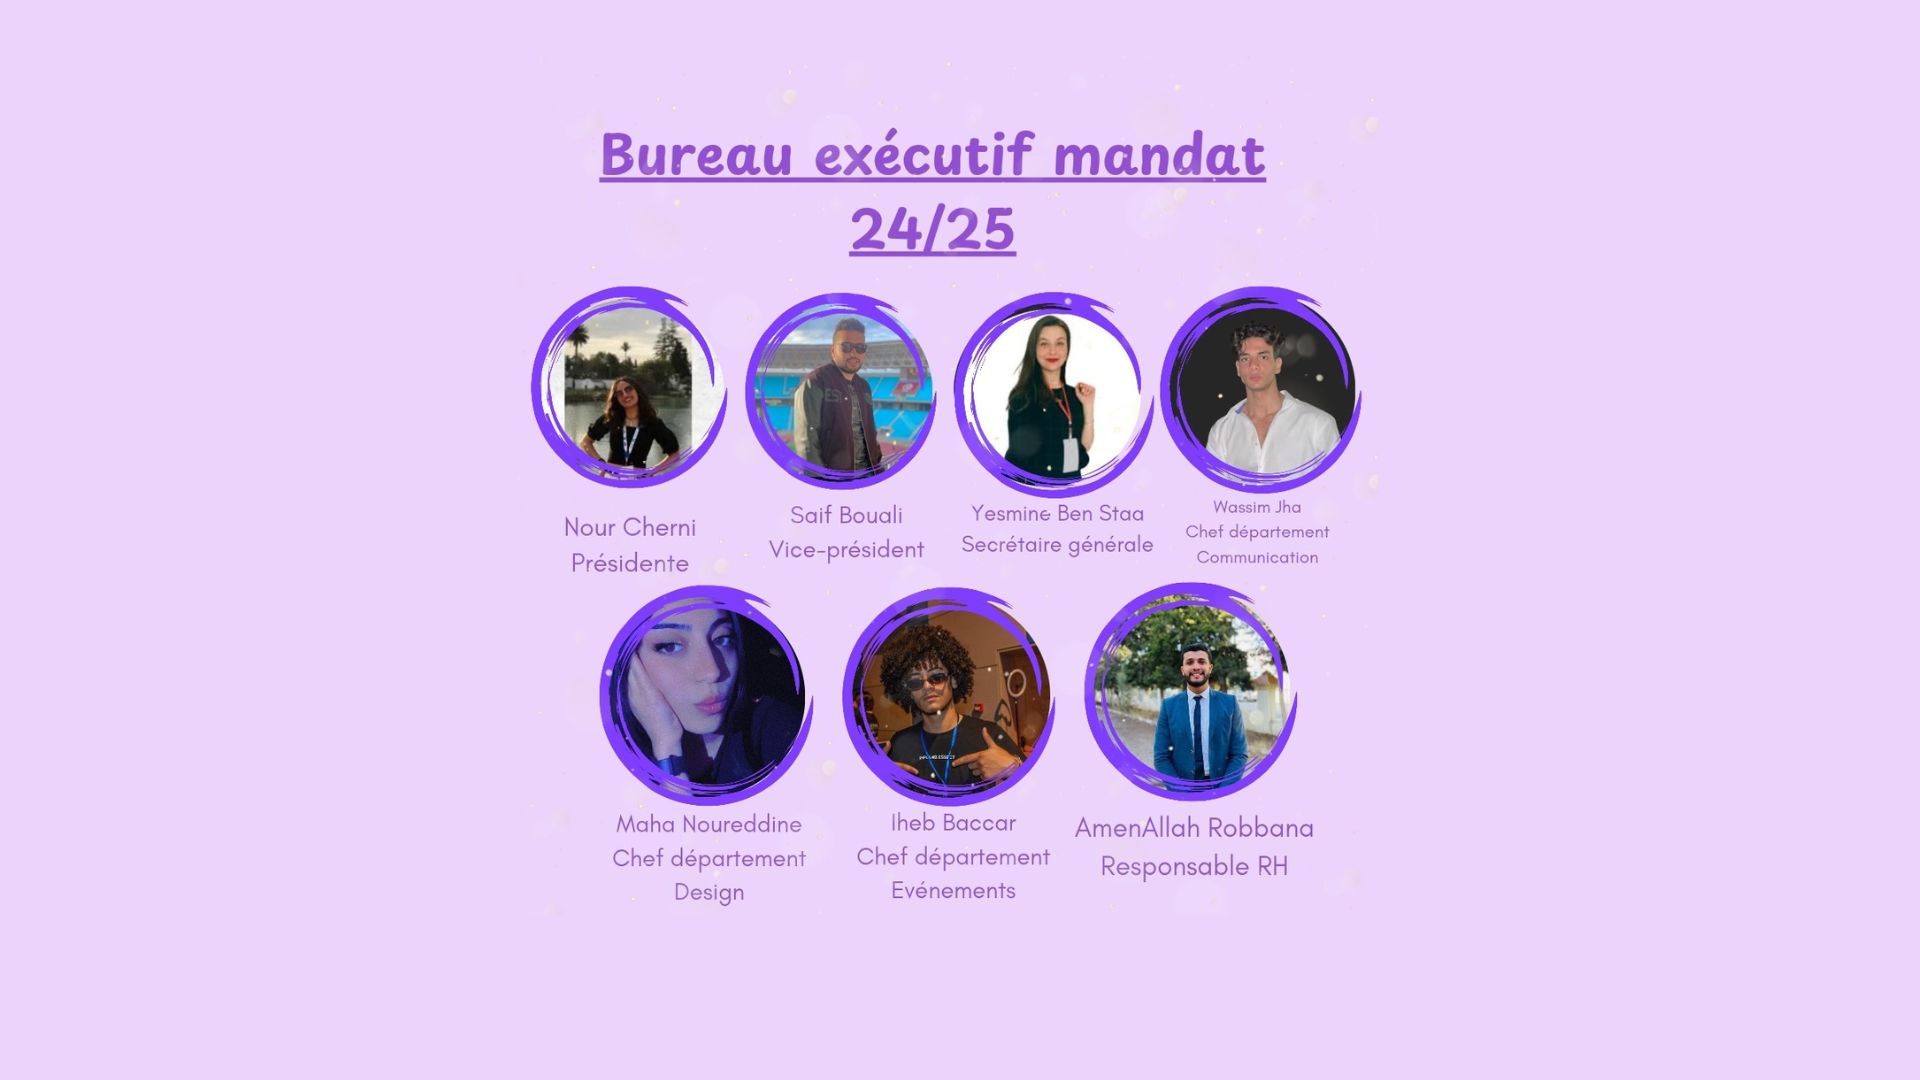 Bureau exécutif mandat
24/25
Nour Cherni
Présidente
Saif Bouali
Vice-président
Yesmine Ben Staa
Secrétaire générale
Wassim Jha
Chef département
Communication
Maha Noureddine
Chef département
Design
Iheb Baccar
Chef département
Evénements
AmenAllah Robbana
Responsable RH